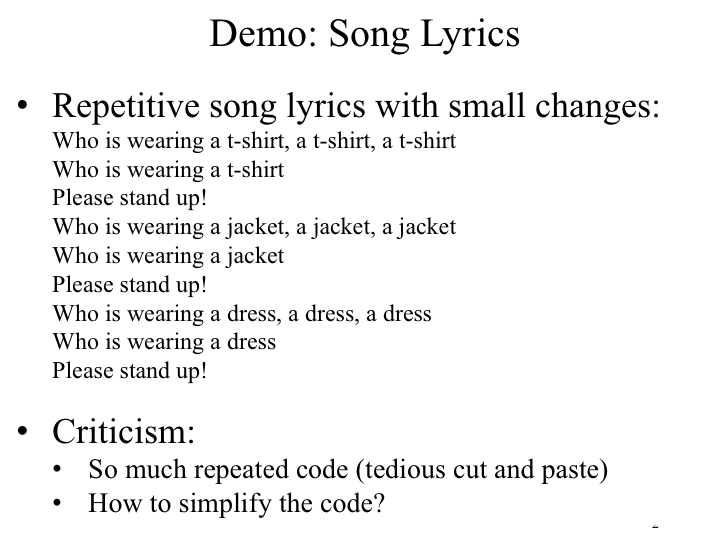 Demo: Song Lyrics
• Repetitive song lyrics with small changes:
Who is wearing a t-shirt, a t-shirt, a t-shirt
Who is wearing a t-shirt
Please stand up!
Who is wearing a jacket, a jacket, a jacket
Who is wearing a jacket
Please stand up!
Who is wearing a dress, a dress, a dress
Who is wearing a dress
Please stand up!
• Criticism:
• So much repeated code (tedious cut and paste)
• How to simplify the code?